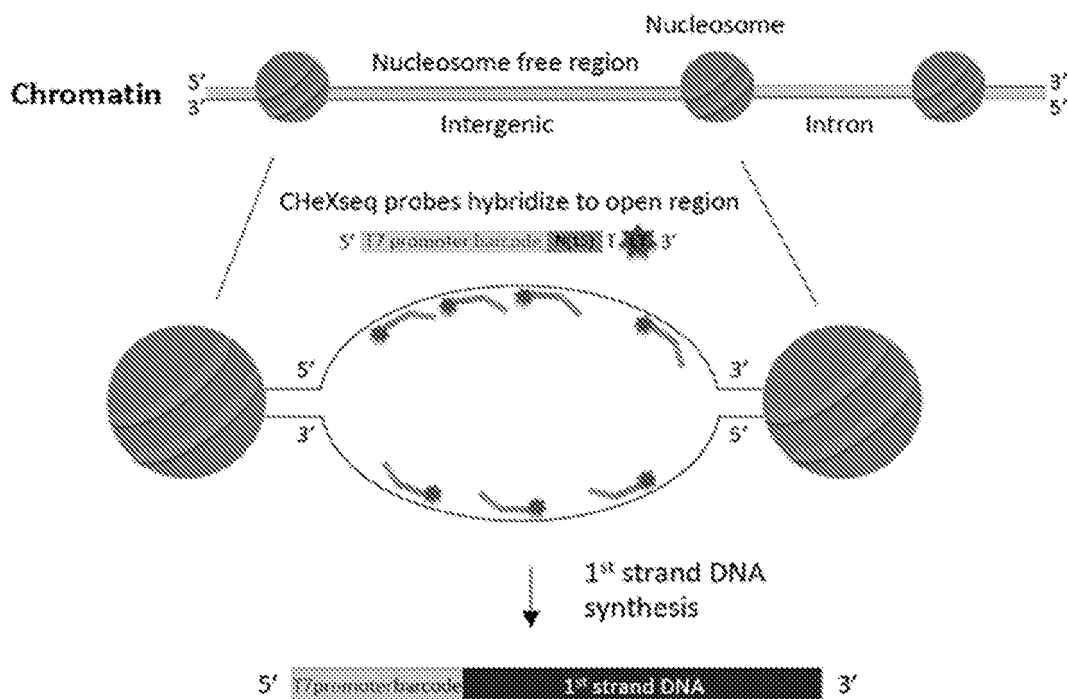 Nucleosome
5' Nucleosome free region 3'
Chromatin
3' Intergenic Intron 5'
CHeXseq probes hybridize to open region
5' T7 promoter barcode T 3'
5' 3'
3' 5'
1st strand DNA
synthesis
5' T7promoterbarcode 1st strand DNA 3'